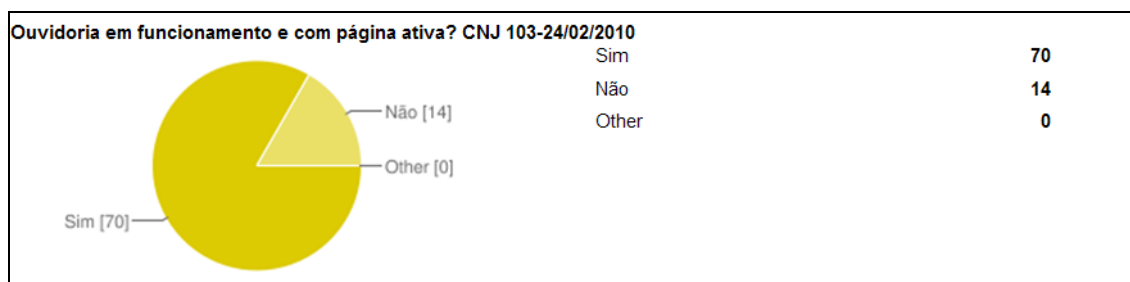 Ouvidoria em funcionamento e com página ativa? CNJ 103-24/02/2010
Sim 70
Não 14
Other 0
Não [14]
Other [0]
Sim [70]